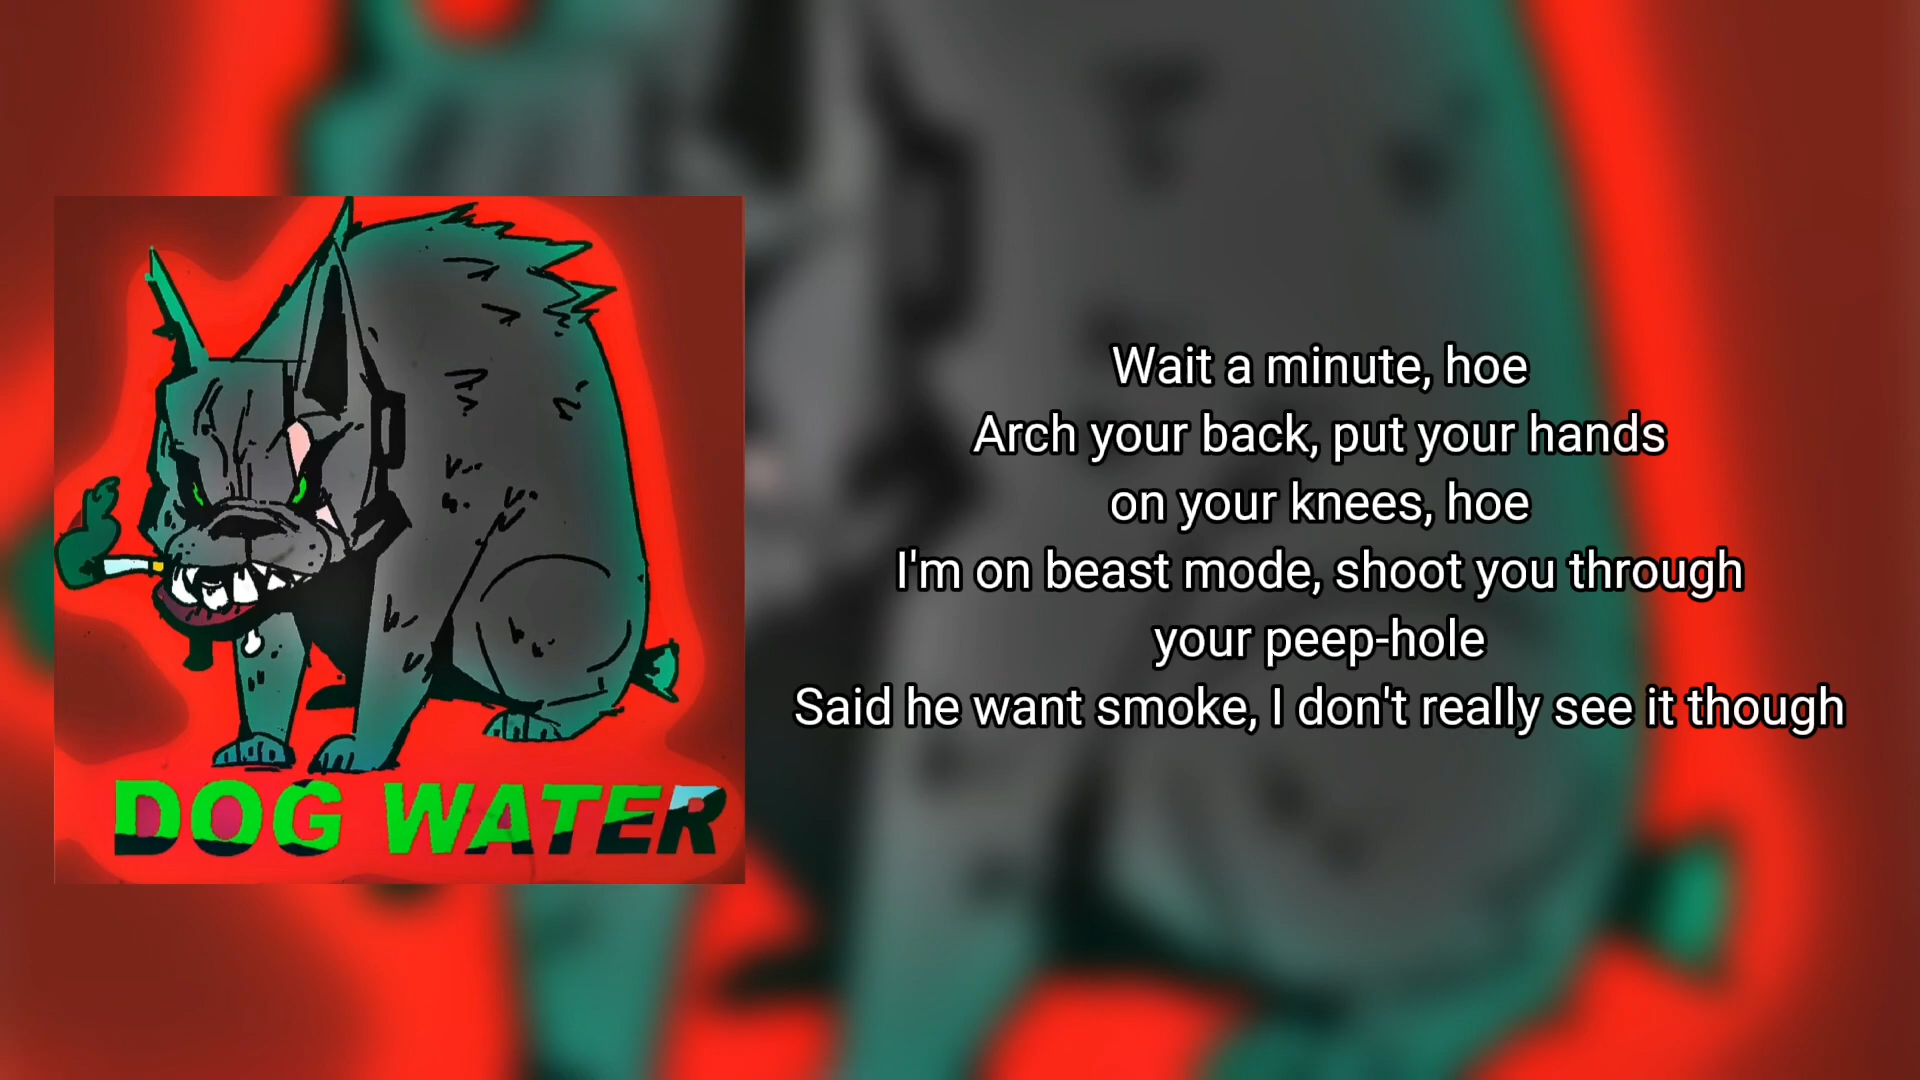 Wait a minute, hoe
Arch your back, put your hands
on your knees, hoe
I'm on beast mode, shoot you through
your peep-hole
Said he want smoke, I don't really see it though
DOG WATER